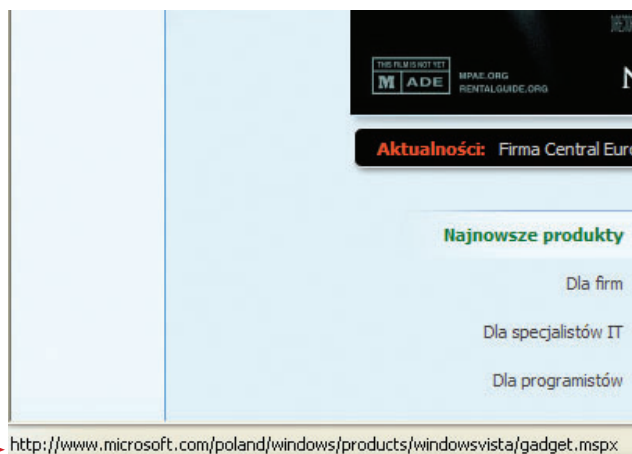 THIS FILM IS NOT YET
M ADE
MPAE.ORG
RENTALGUIDE.ORG
Aktualności: Firma Central Eur
Najnowsze produkty
Dla firm
Dla specjalistów IT
Dla programistów
http://www.microsoft.com/poland/windows/products/windowsvista/gadget.mspx